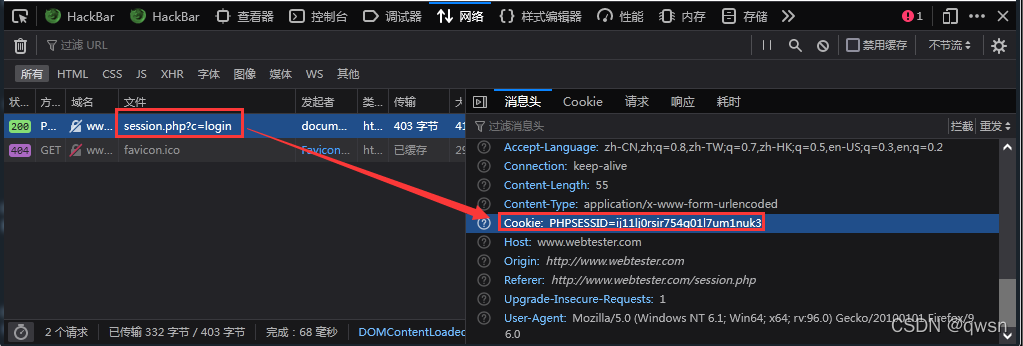 HackBar HackBar 查看器 控制台 调试器 网络 样式编辑器 性能 内存 存储 1
过滤 URL 禁用缓存 不节流
所有 HTML CSS JS XHR 字体 图像 媒体 WS 其他
状... 方... 域名 文件 发起者 类... 传输 大
200 P... ww... session.php?c=login docum... ht... 403 字节 41
404 GET ww... favicon.ico Favicon... ht... 已缓存 29
2 个请求 已传输 332 字节 / 403 字节 完成：68 毫秒 DOMContentLoaded
消息头 Cookie 请求 响应 耗时
过滤消息头 拦截 重发
Accept-Language: zh-CN,zh;q=0.8,zh-TW;q=0.7,zh-HK;q=0.5,en-US;q=0.3,en;q=0.2
Connection: keep-alive
Content-Length: 55
Content-Type: application/x-www-form-urlencoded
Cookie: PHPSESSID=ij11lj0rsir754q01l7um1nuk3
Host: www.webtester.com
Origin: http://www.webtester.com
Referer: http://www.webtester.com/session.php
Upgrade-Insecure-Requests: 1
User-Agent: Mozilla/5.0 (Windows NT 6.1; Win64; x64; rv:96.0) Gecko/20100101 Firefox/9
6.0
CSDN @qwsn